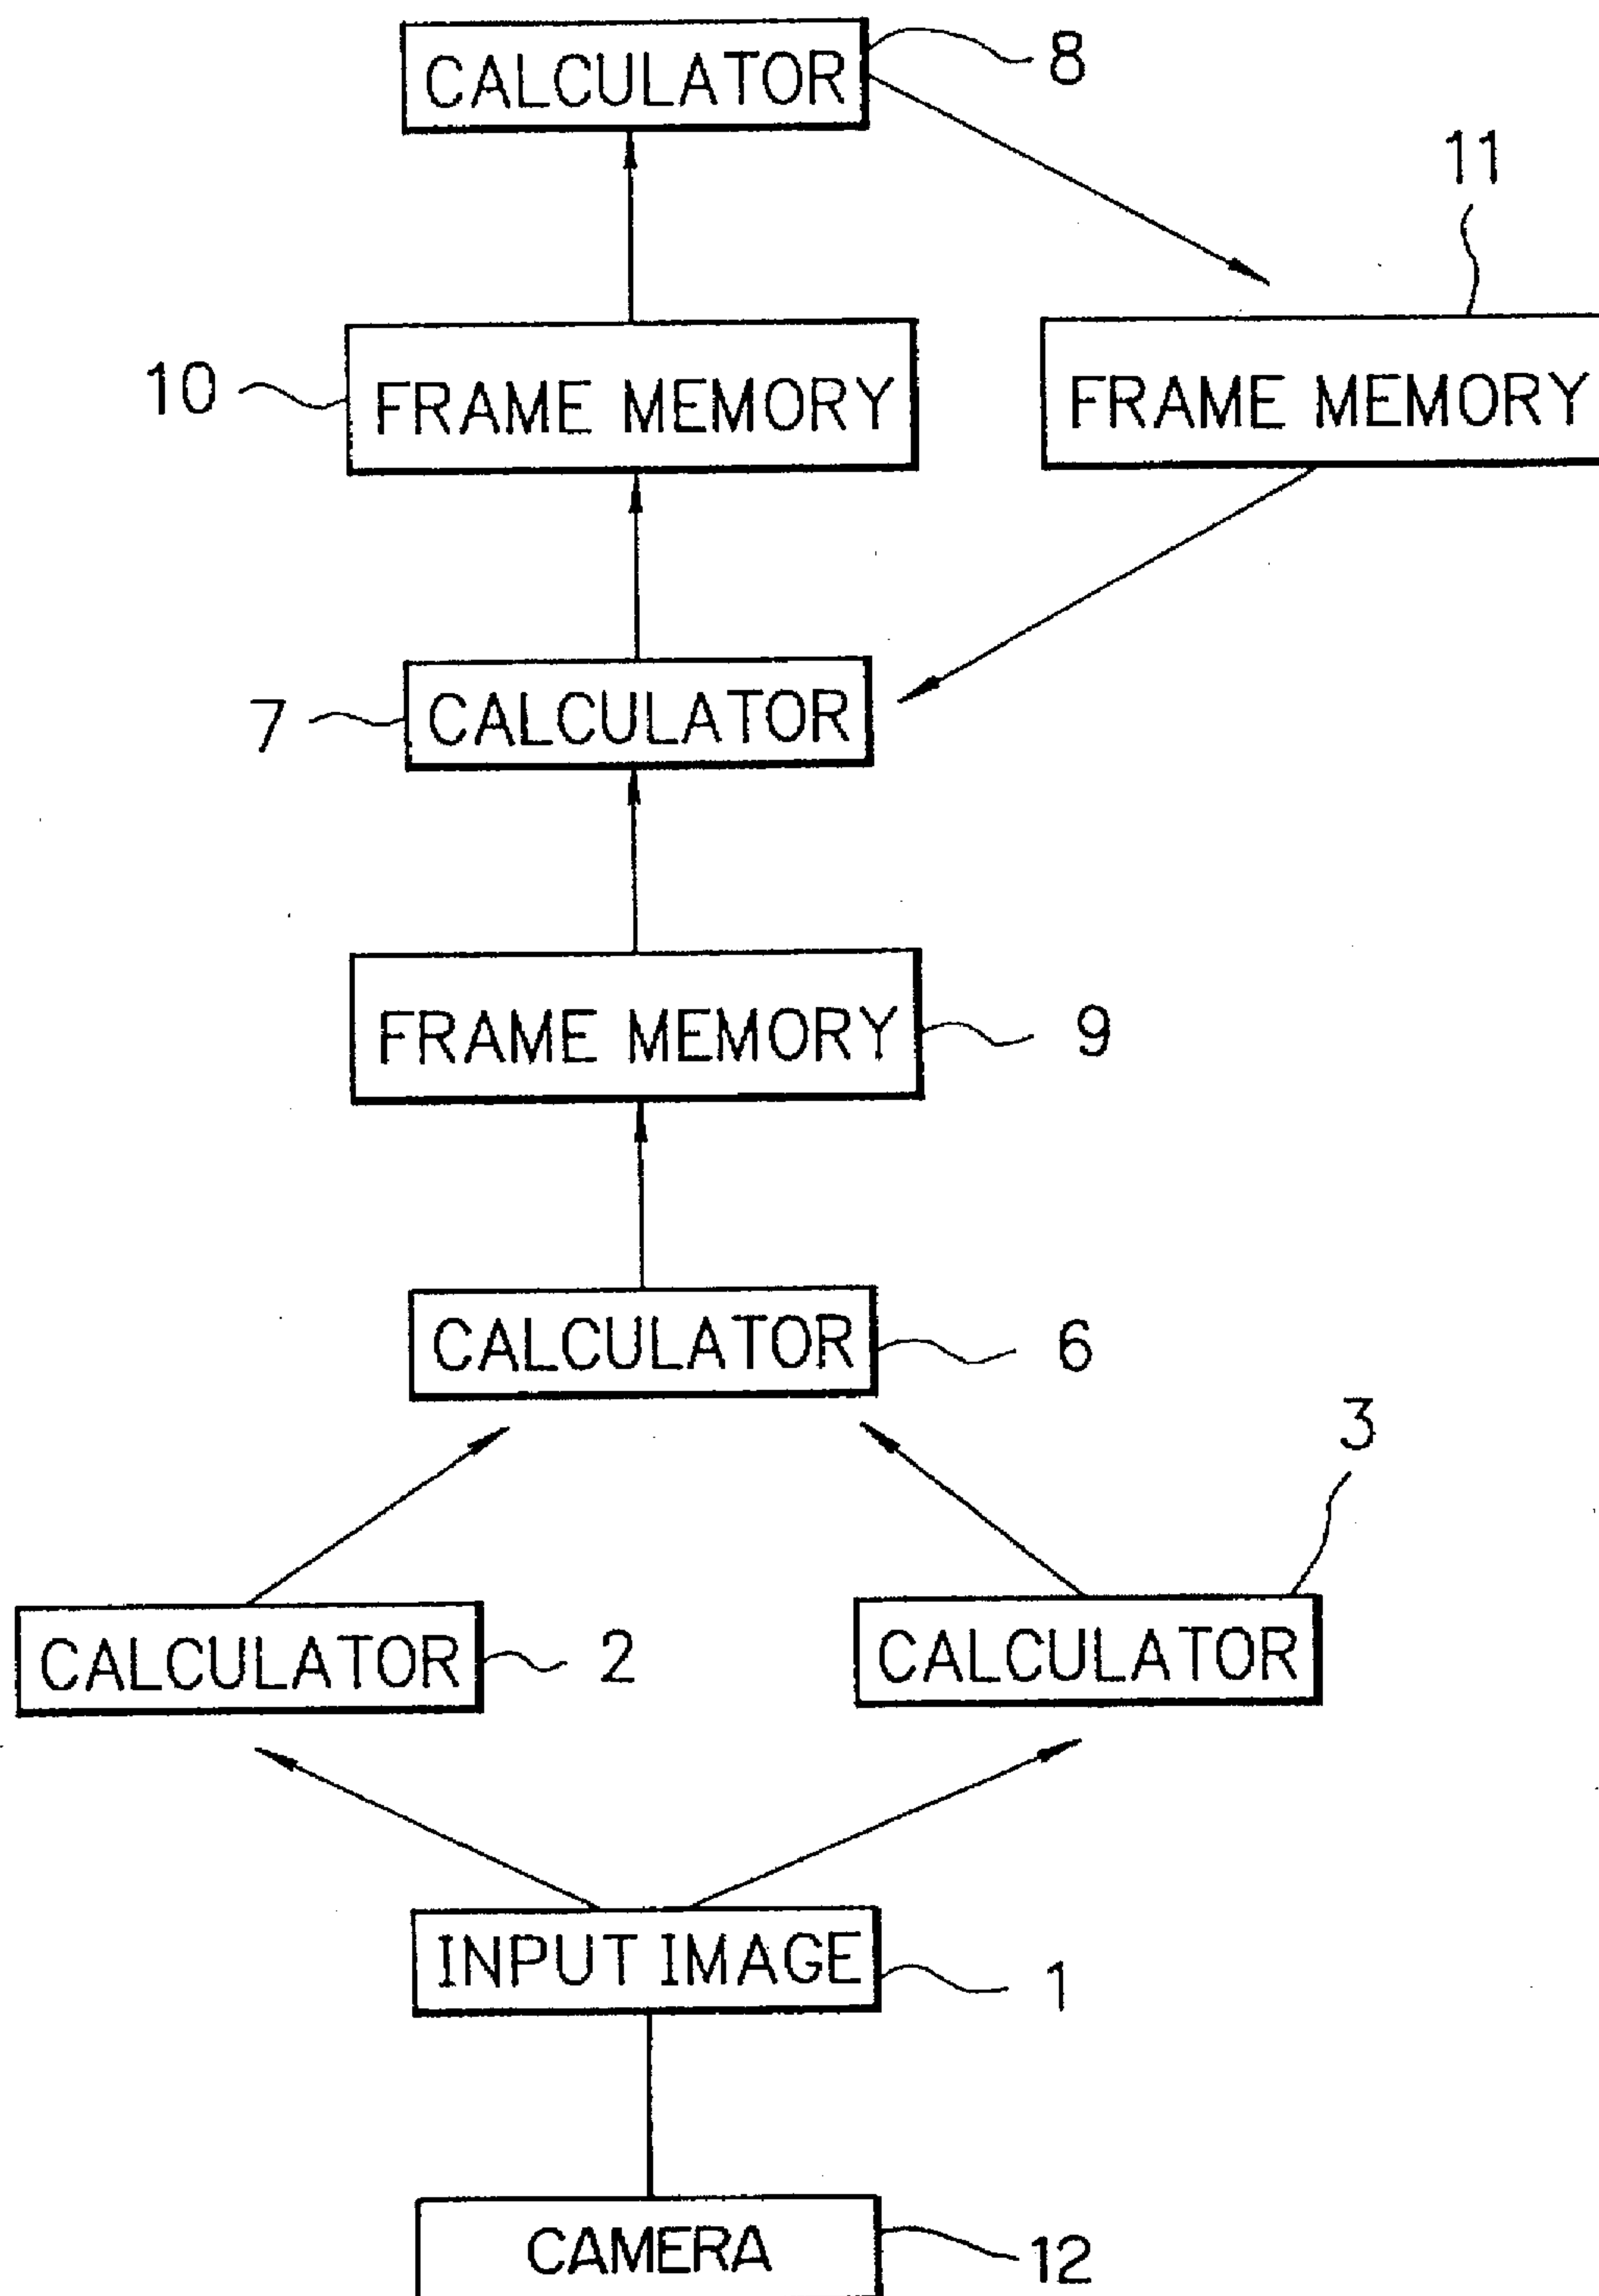 CALCULATOR 8
11
10 FRAME MEMORY FRAME MEMORY
7 CALCULATOR
FRAME MEMORY 9
CALCULATOR 6
3
CALCULATOR 2 CALCULATOR
INPUT IMAGE 1
CAMERA 12